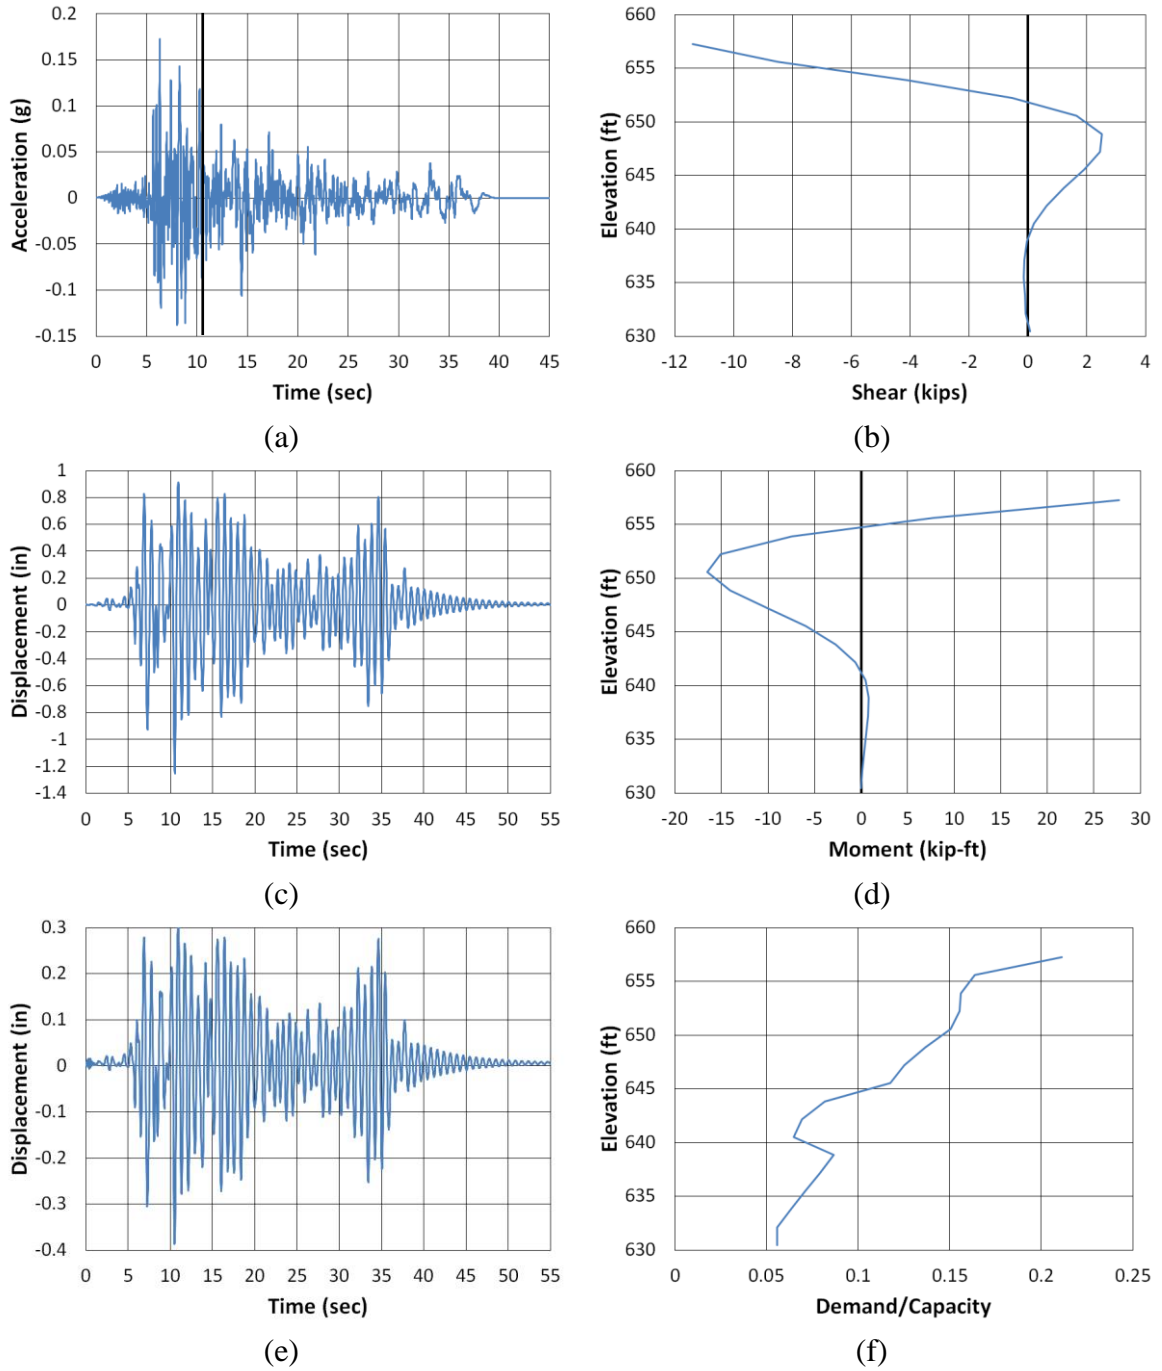 0.2
0.15
0.1
0.05
0
-0.05
-0.1
-0.15
Acceleration (g)
0 5 10 15 20 25 30 35 40 45
Time (sec)
(a)
660
655
650
645
640
635
630
Elevation (ft)
-12 -10 -8 -6 -4 -2 0 2 4
Shear (kips)
(b)
1
0.8
0.6
0.4
0.2
0
-0.2
-0.4
-0.6
-0.8
-1
-1.2
-1.4
Displacement (in)
0 5 10 15 20 25 30 35 40 45 50 55
Time (sec)
(c)
660
655
650
645
640
635
630
Elevation (ft)
-20 -15 -10 -5 0 5 10 15 20 25 30
Moment (kip-ft)
(d)
0.3
0.2
0.1
0
-0.1
-0.2
-0.3
-0.4
Displacement (in)
0 5 10 15 20 25 30 35 40 45 50 55
Time (sec)
(e)
660
655
650
645
640
635
630
Elevation (ft)
0 0.05 0.1 0.15 0.2 0.25
Demand/Capacity
(f)